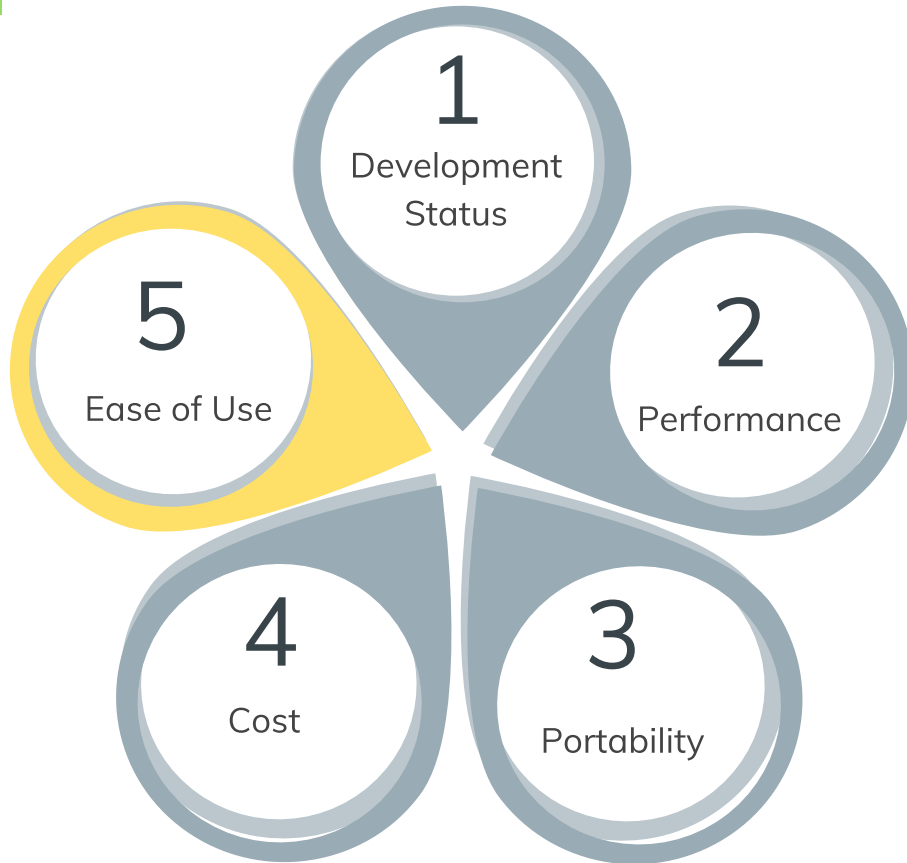 1
Development
Status
2
Performance
3
Portability
4
Cost
5
Ease of Use